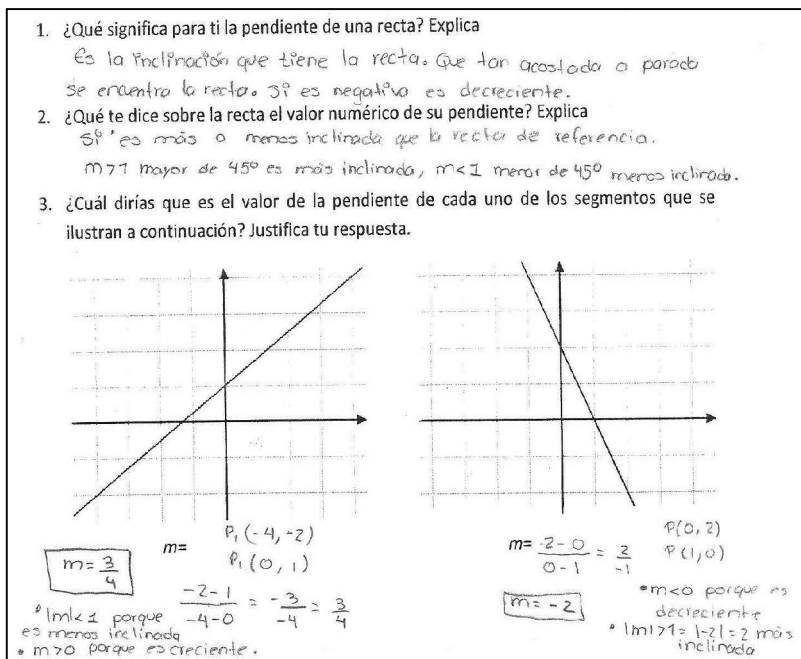 1. ¿Qué significa para ti la pendiente de una recta? Explica
Es la inclinación que tiene la recta. Que tan acostada o parada
se encuentra la recta. Si es negativo es decreciente.
2. ¿Qué te dice sobre la recta el valor numérico de su pendiente? Explica
Si es más o menos inclinada que la recta de referencia.
m>1 mayor de 45° es más inclinada, m<1 menor de 45° menos inclinada.
3. ¿Cuál dirías que es el valor de la pendiente de cada uno de los segmentos que se
ilustran a continuación? Justifica tu respuesta.
m=
P₁(-4,-2)
P₁(0,1)
m=3/4
(-2-1)/(-4-0) = -3/-4 = 3/4
•|m|<1 porque
es menos inclinada
•m>0 porque es creciente.
m= (2-0)/(0-1) = 2/-1
P(0,2)
P(1,0)
m=-2
•m<0 porque es
decreciente
•|m|>1=|-2|=2 más
inclinada